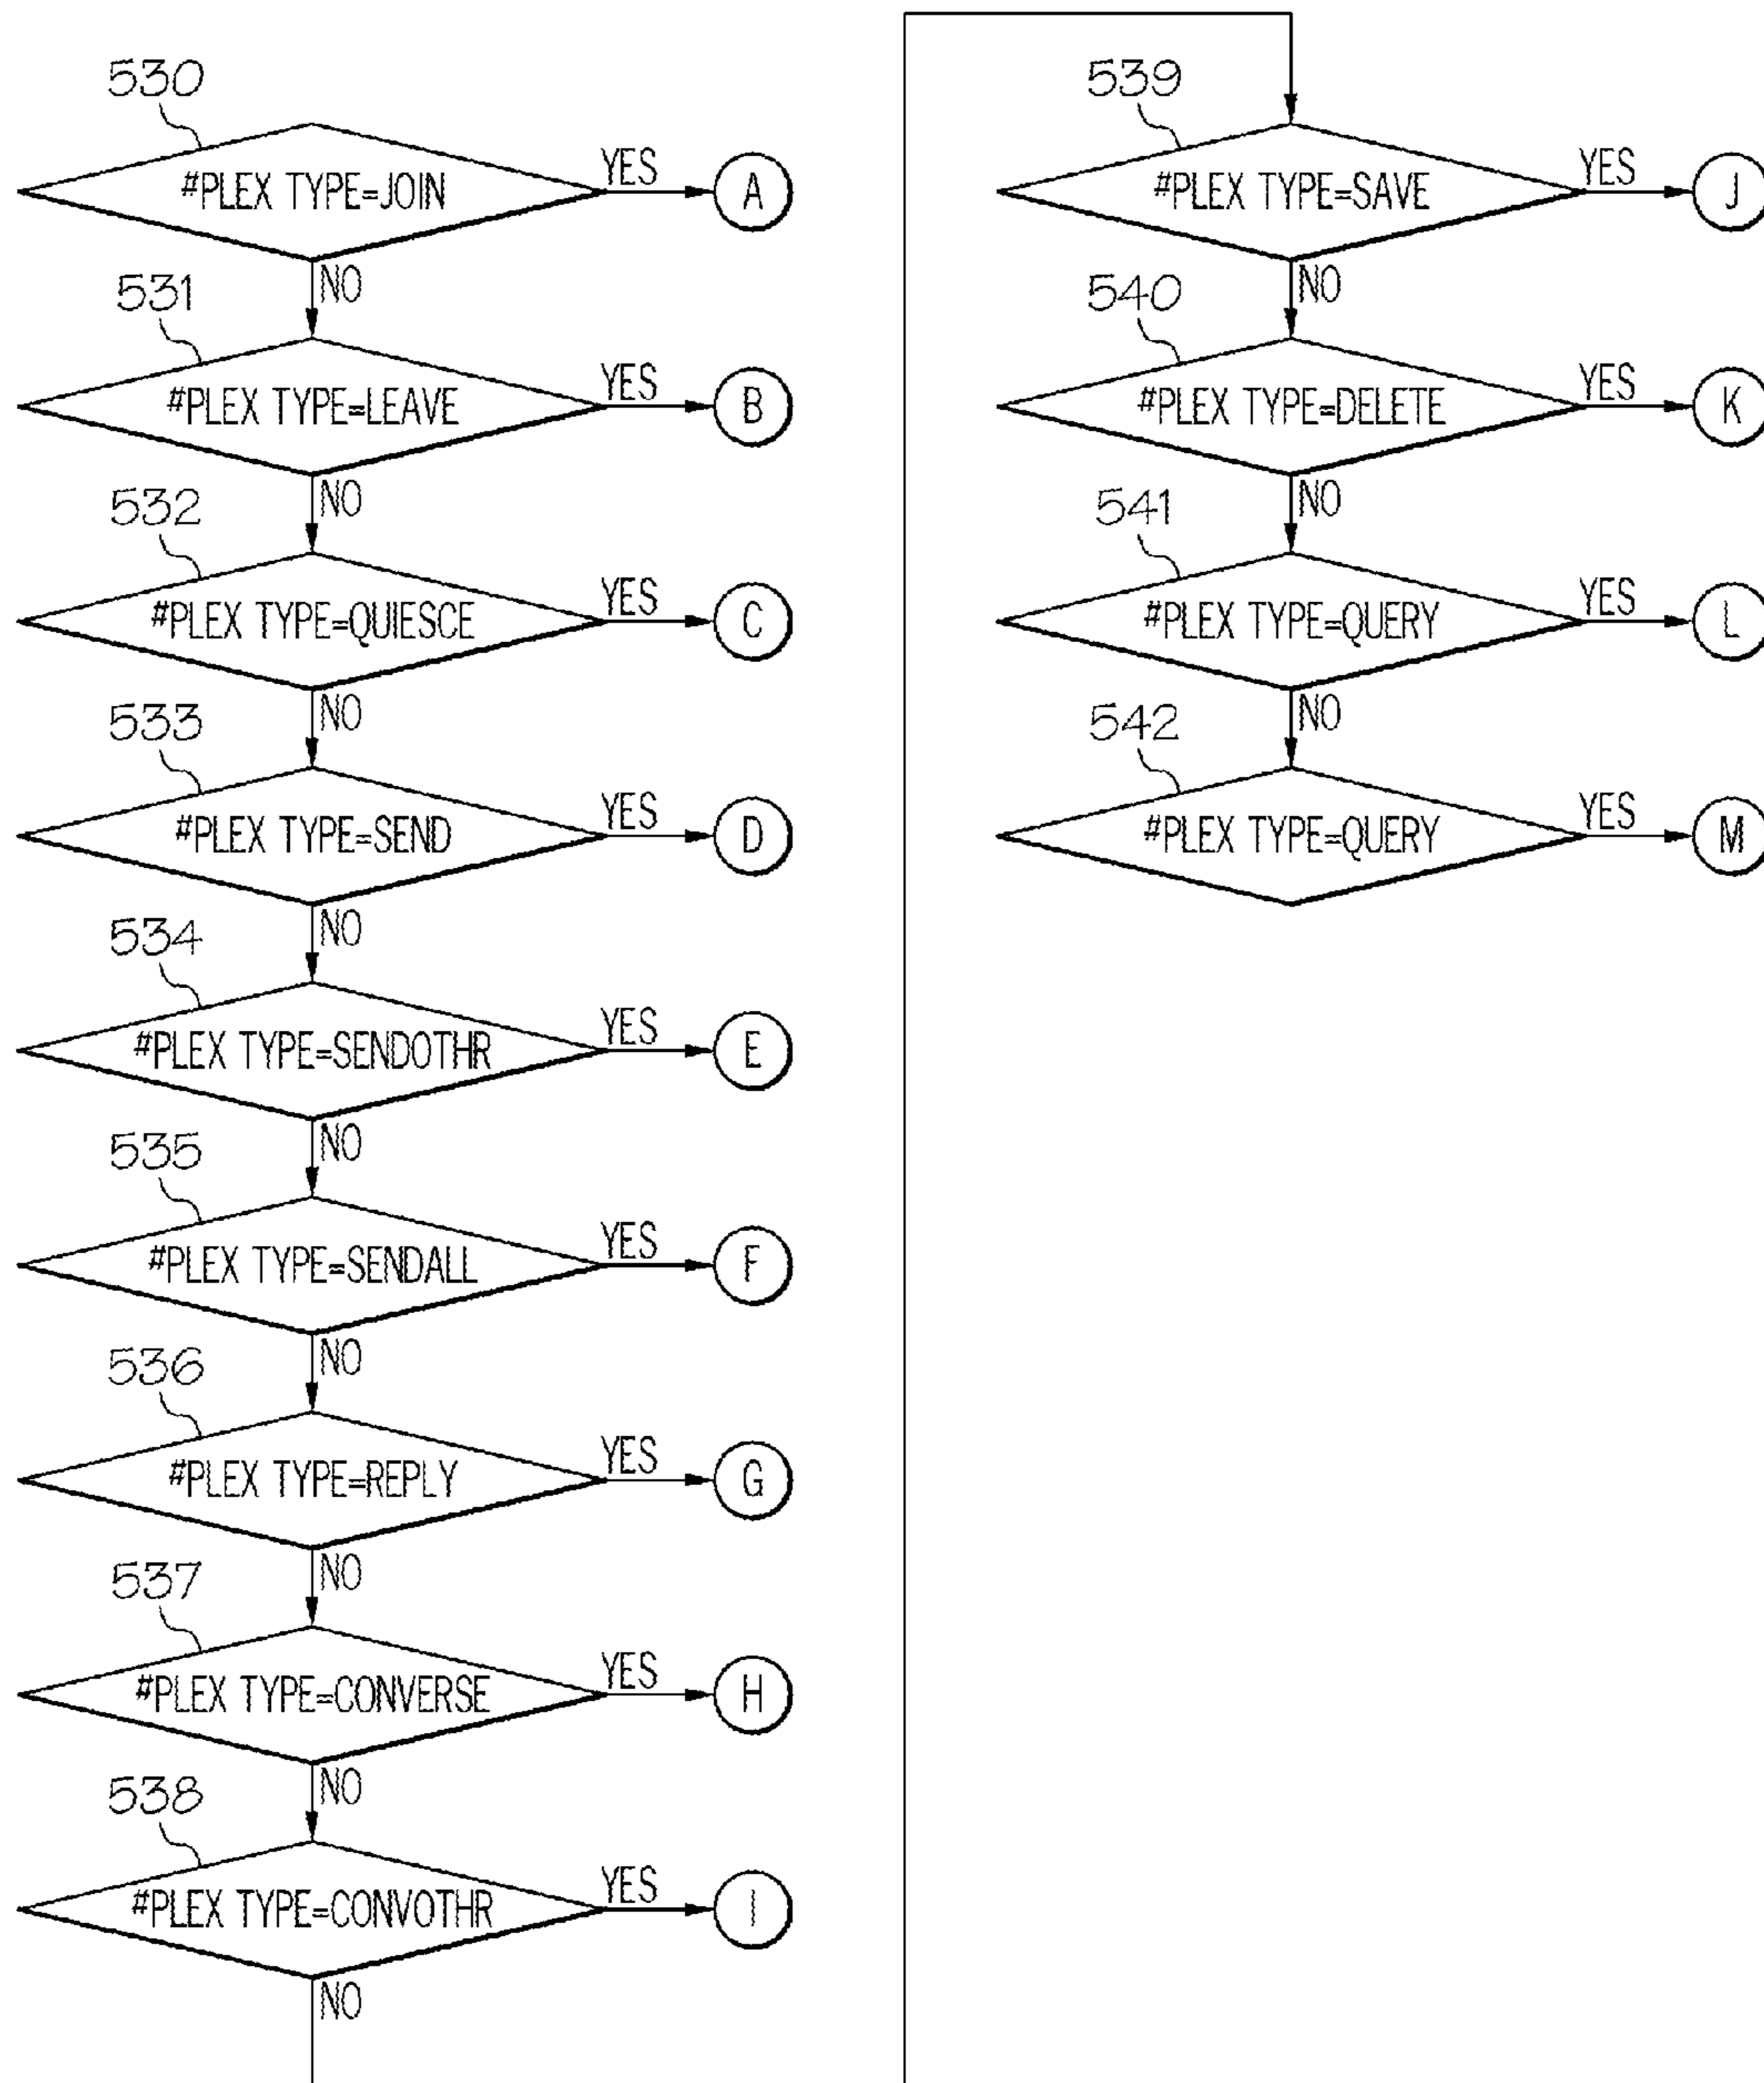 530
#PLEX TYPE=JOIN
YES
A
NO
531
#PLEX TYPE=LEAVE
YES
B
NO
532
#PLEX TYPE=QUIESCE
YES
C
NO
533
#PLEX TYPE=SEND
YES
D
NO
534
#PLEX TYPE=SENDOTHR
YES
E
NO
535
#PLEX TYPE=SENDALL
YES
F
NO
536
#PLEX TYPE=REPLY
YES
G
NO
537
#PLEX TYPE=CONVERSE
YES
H
NO
538
#PLEX TYPE=CONVOTHR
YES
I
NO
539
#PLEX TYPE=SAVE
YES
J
NO
540
#PLEX TYPE=DELETE
YES
K
NO
541
#PLEX TYPE=QUERY
YES
L
NO
542
#PLEX TYPE=QUERY
YES
M